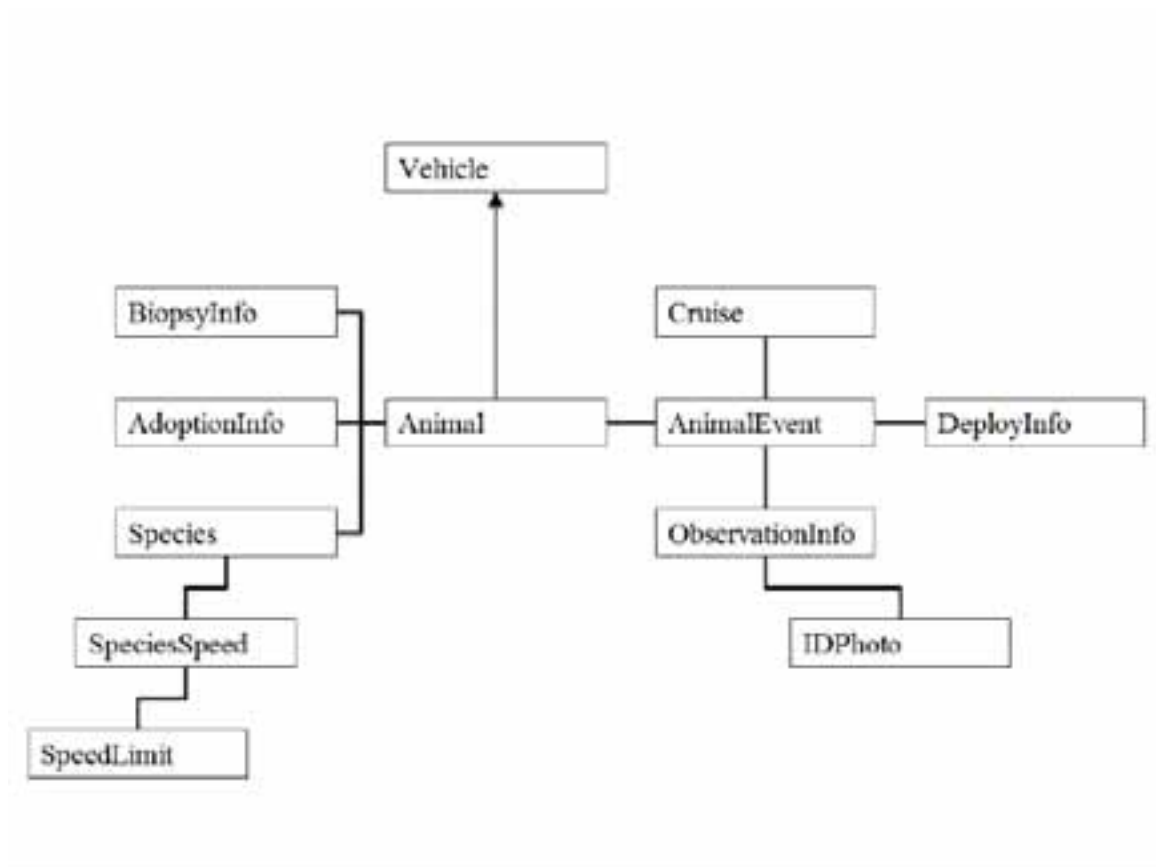 Vehicle
BiopsyInfo
Cruise
AdoptionInfo
Animal
AnimalEvent
DeployInfo
Species
ObservationInfo
SpeciesSpeed
IDPhoto
SpeedLimit